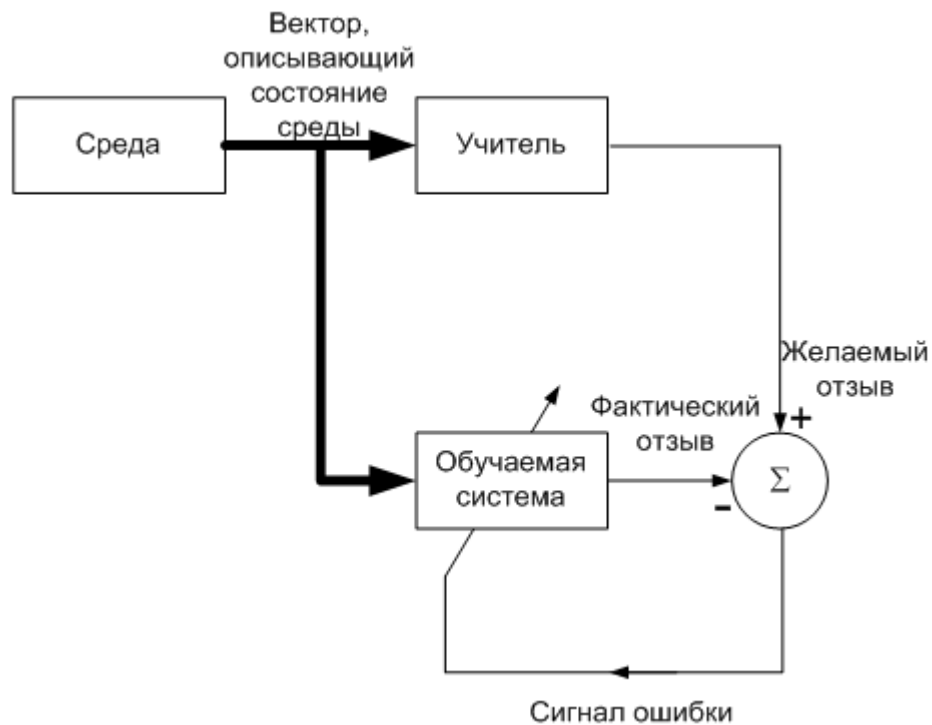 Вектор,
описывающий
состояние
среды
Среда
Учитель
Желаемый
отзыв
Фактический
отзыв
+
Обучаемая
система
Σ
-
Сигнал ошибки